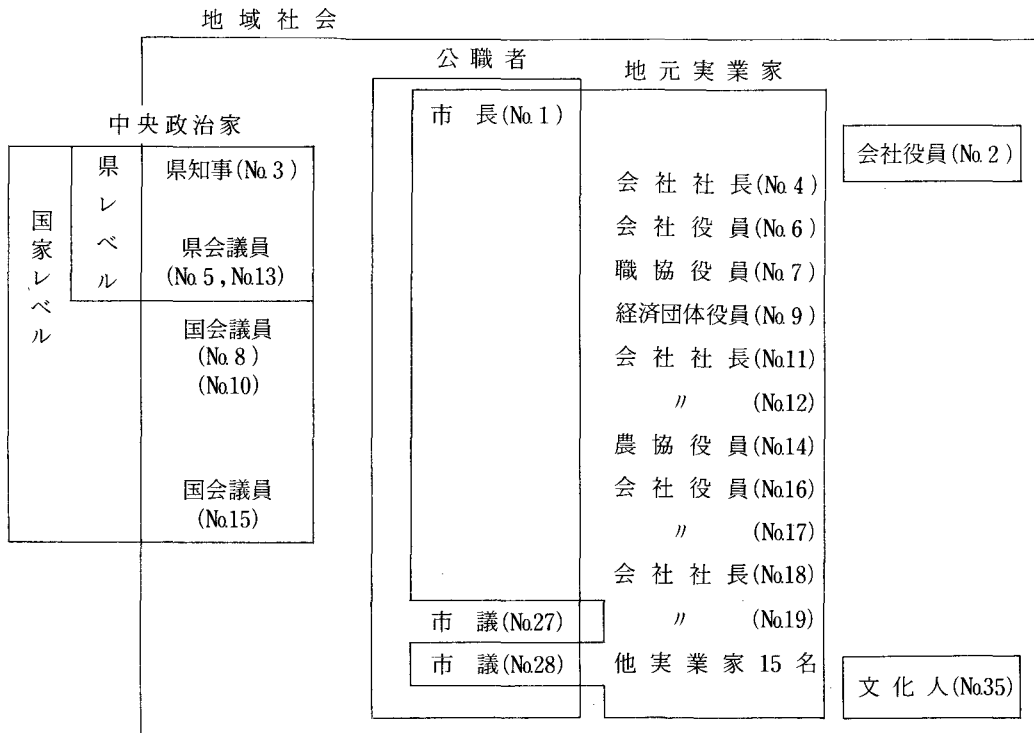 地域社会
公職者
地元実業家
中央政治家
国家レベル
県レベル
県知事(No.3)
県会議員
(No.5,No.13)
国会議員
(No.8)
(No.10)
国会議員
(No.15)
市長(No.1)
市議(No.27)
市議(No.28)
会社社長(No.4)
会社役員(No.6)
職協役員(No.7)
経済団体役員(No.9)
会社社長(No.11)
〃 (No.12)
農協役員(No.14)
会社役員(No.16)
〃 (No.17)
会社社長(No.18)
〃 (No.19)
他実業家15名
会社役員(No.2)
文化人(No.35)